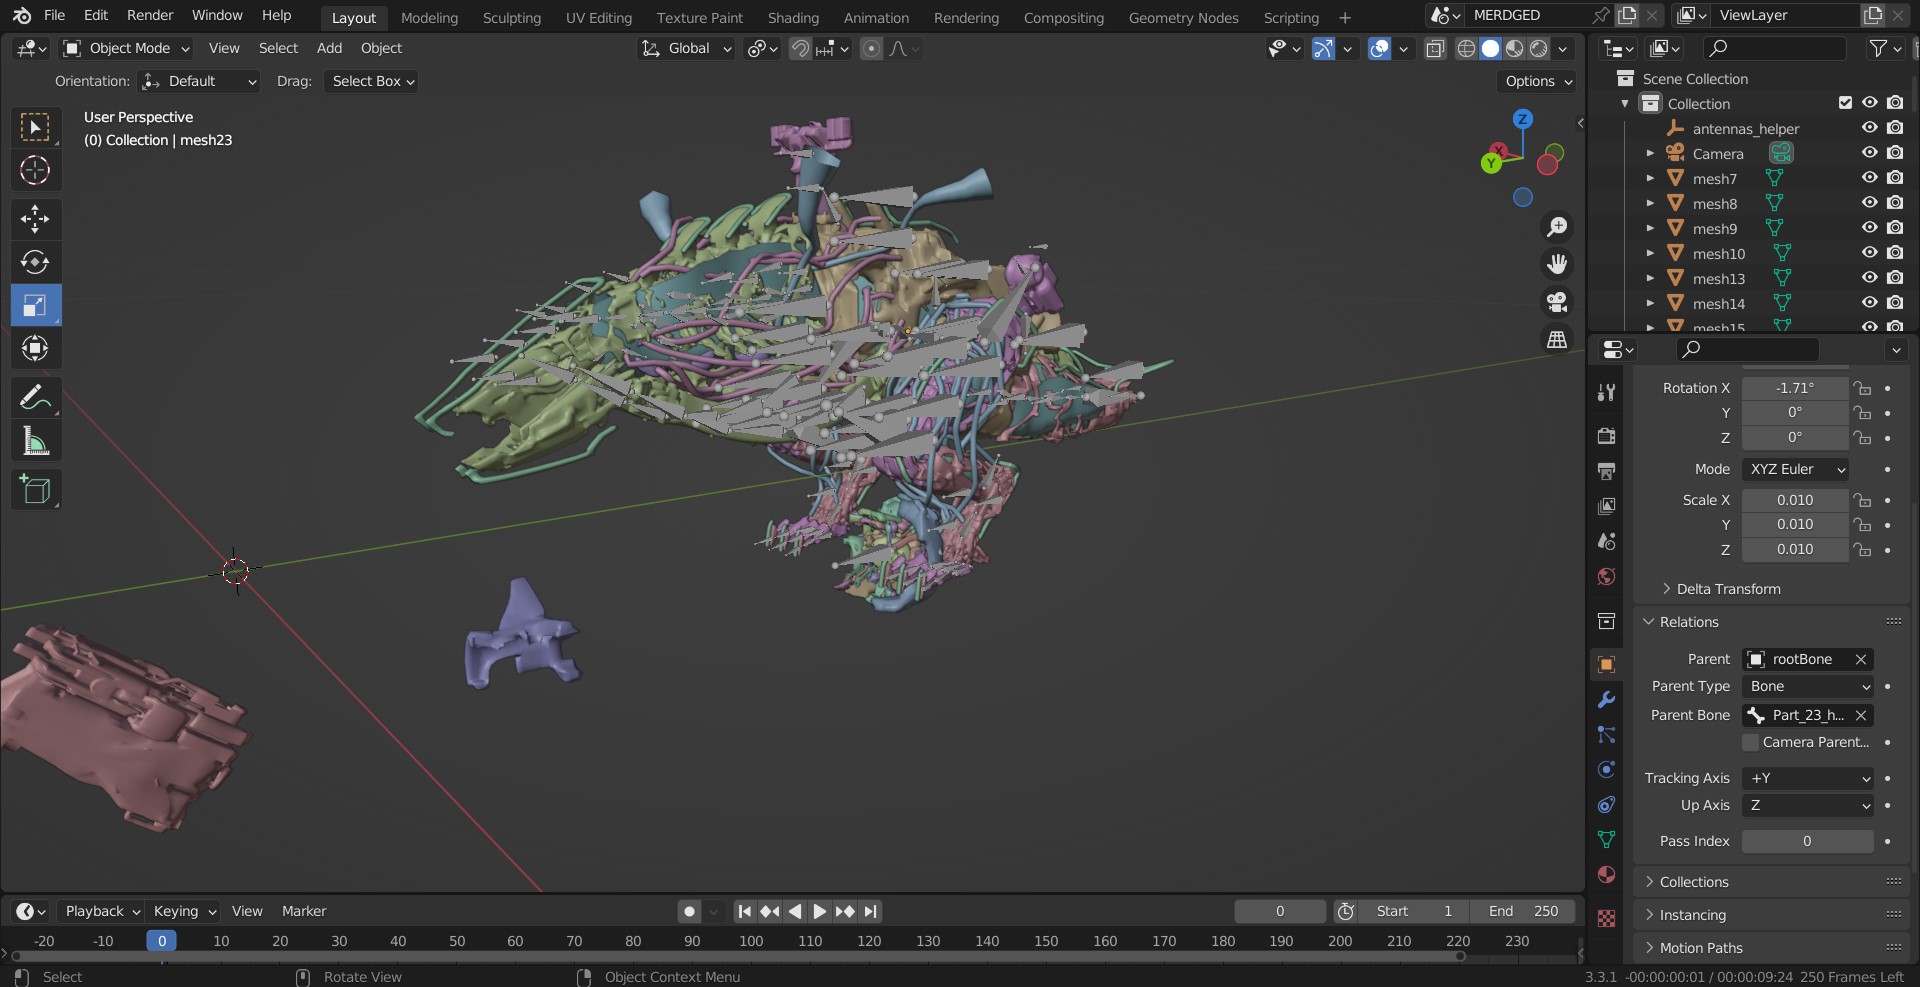 File Edit Render Window Help Layout Modeling Sculpting UV Editing Texture Paint Shading Animation Rendering Compositing Geometry Nodes Scripting + MERDGED ViewLayer
Object Mode View Select Add Object Global
Orientation: Default Drag: Select Box Options
User Perspective
(0) Collection | mesh23
Z
X
Y
Scene Collection
Collection
antennas_helper
Camera
mesh7
mesh8
mesh9
mesh10
mesh13
mesh14
mesh15
Rotation X -1.71°
Y 0°
Z 0°
Mode XYZ Euler
Scale X 0.010
Y 0.010
Z 0.010
Delta Transform
Relations
Parent rootBone
Parent Type Bone
Parent Bone Part_23_h...
Camera Parent...
Tracking Axis +Y
Up Axis Z
Pass Index 0
Collections
Instancing
Motion Paths
Playback Keying View Marker 0 Start 1 End 250
-20 -10 0 10 20 30 40 50 60 70 80 90 100 110 120 130 140 150 160 170 180 190 200 210 220 230
Select Rotate View Object Context Menu 3.3.1 -00:00:00:01 / 00:00:09:24 250 Frames Left